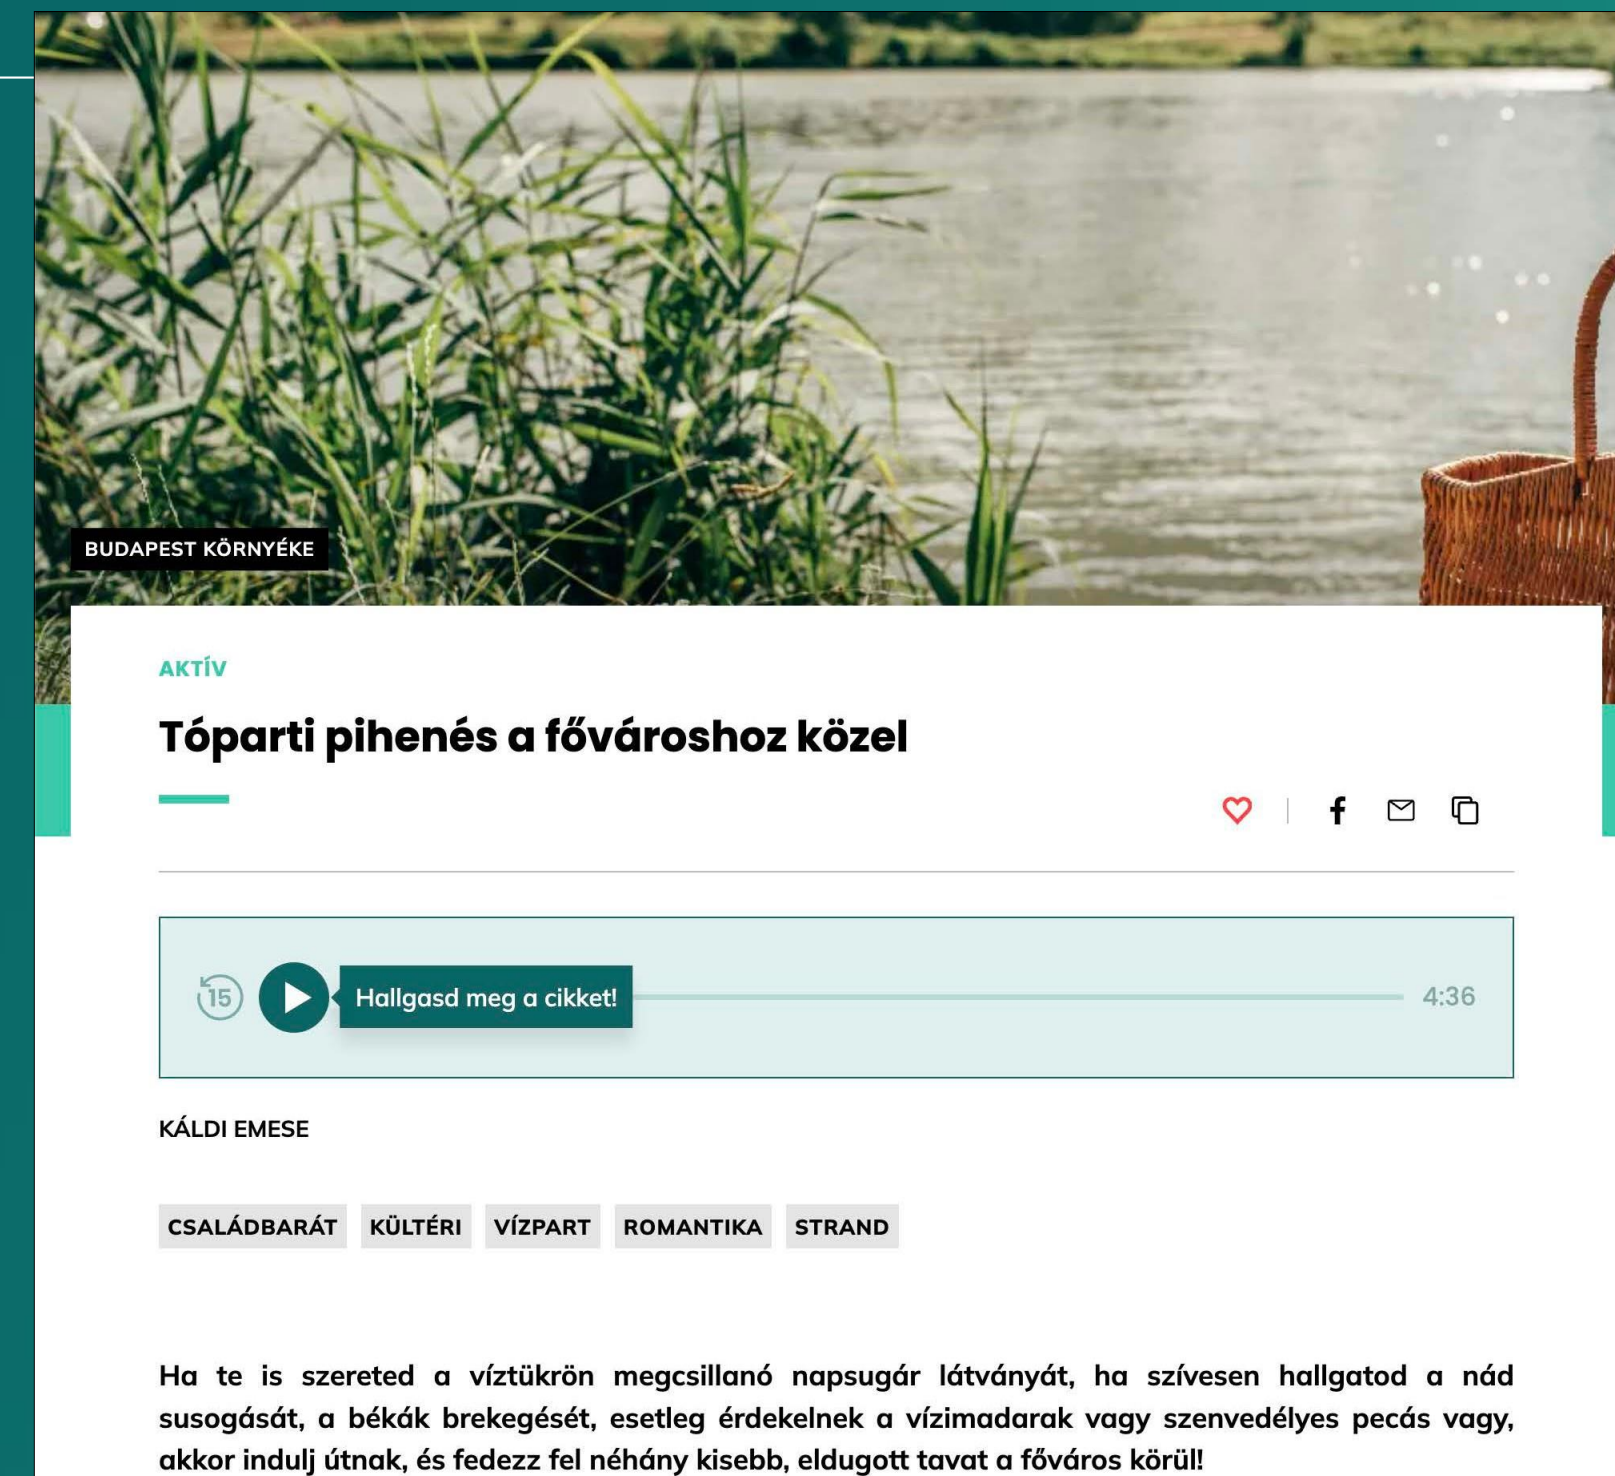 BUDAPEST KÖRNYÉKE
AKTÍV
Tóparti pihenés a fővároshoz közel
15
Hallgasd meg a cikket!
4:36
KÁLDI EMESE
CSALÁDBARÁT KÜLTÉRI VÍZPART ROMANTIKA STRAND
Ha te is szereted a víztükrön megcsillanó napsugár látványát, ha szívesen hallgatod a nád
susogását, a békák brekegését, esetleg érdekelnek a vízimadarak vagy szenvedélyes pecás vagy,
akkor indulj útnak, és fedezz fel néhány kisebb, eldugott tavat a főváros körül!